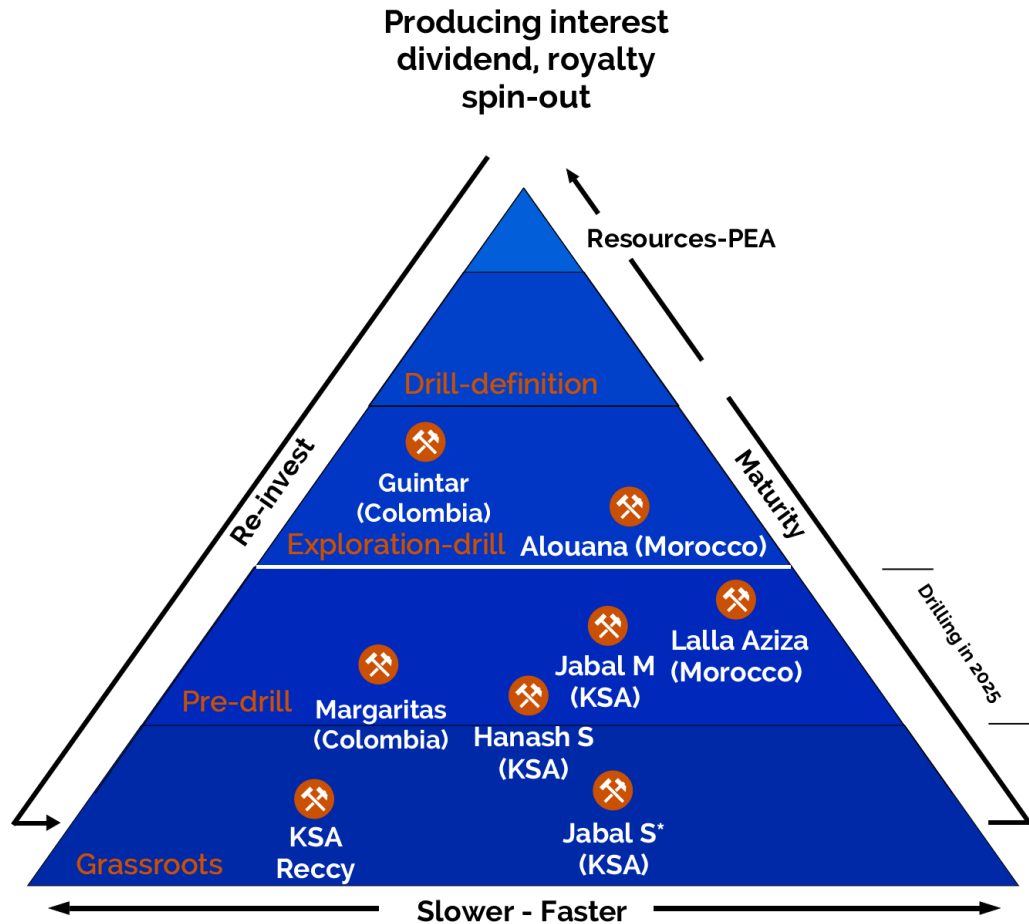 Producing interest
dividend, royalty
spin-out
Resources-PEA
Re-invest
Maturity
Drill-definition
Guintar
(Colombia)
Exploration-drill
Alouana (Morocco)
Drilling in 2025
Lalla Aziza
(Morocco)
Jabal M
(KSA)
Pre-drill
Margaritas
(Colombia)
Hanash S
(KSA)
KSA
Reccy
Jabal S*
(KSA)
Grassroots
Slower - Faster